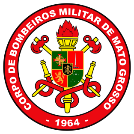 CORPO DE BOMBEIROS MILITAR DE MATO GROSSO
- 1964 -